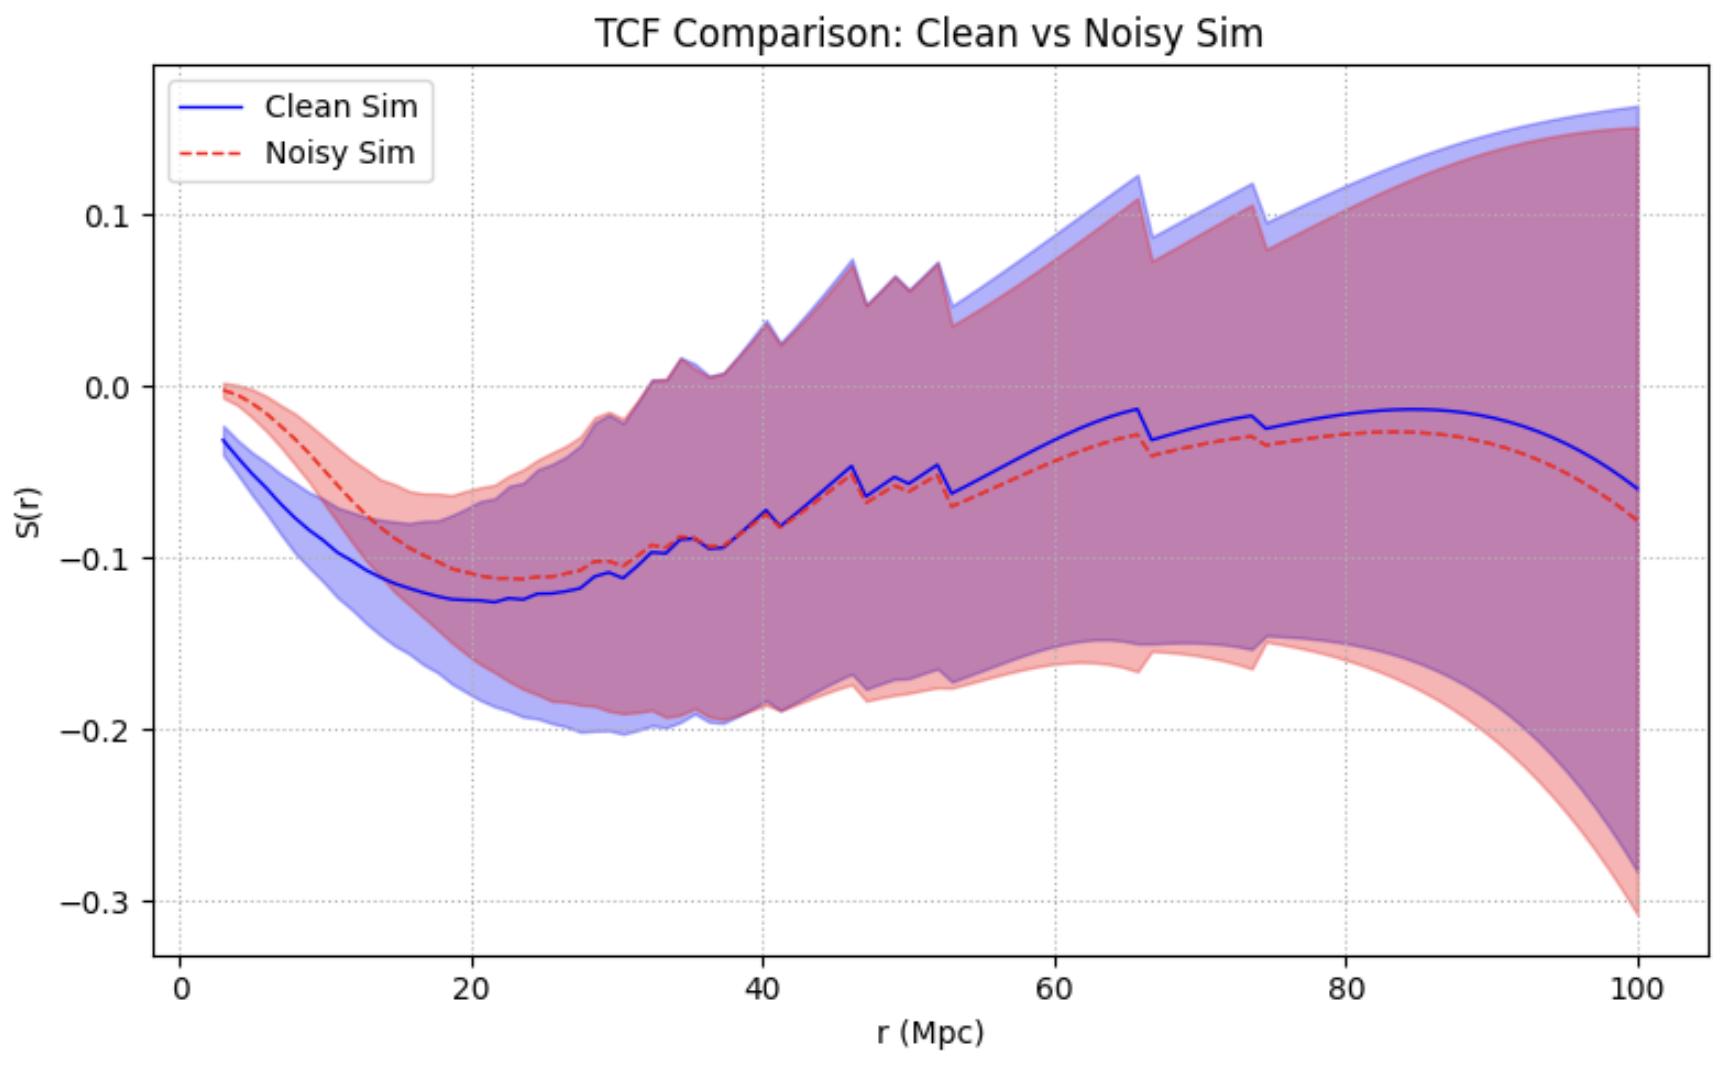 TCF Comparison: Clean vs Noisy Sim
Clean Sim
Noisy Sim
S(r)
0.1
0.0
−0.1
−0.2
−0.3
0 20 40 60 80 100
r (Mpc)